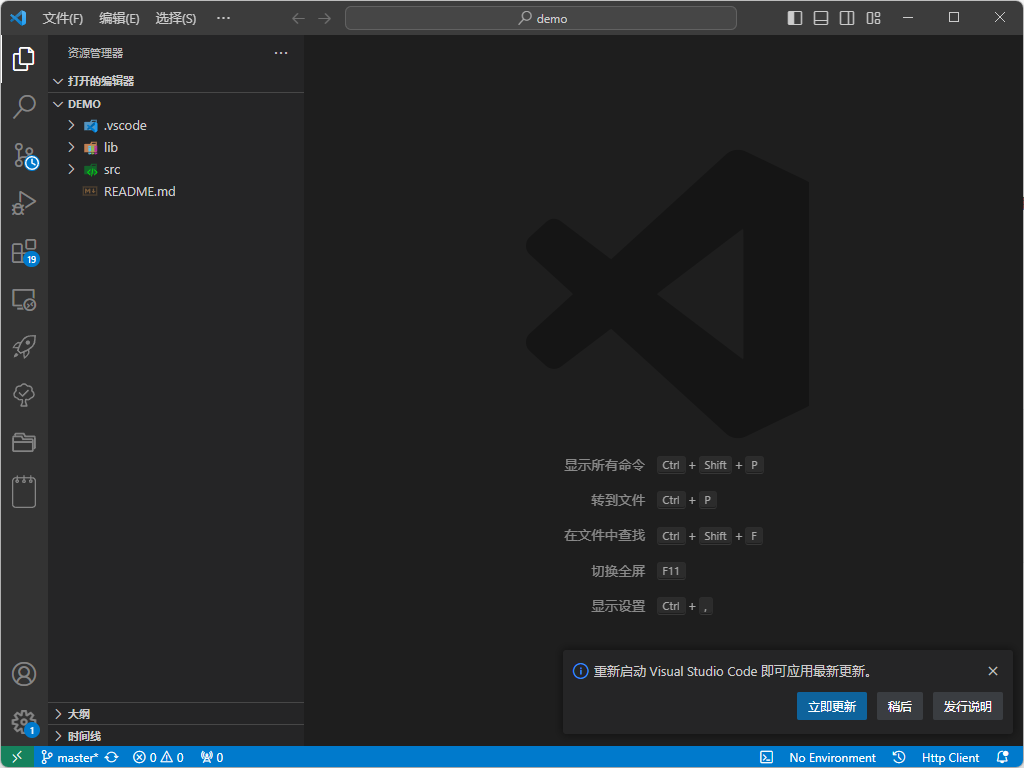 文件(F) 编辑(E) 选择(S) ··· demo
资源管理器 ···
打开的编辑器
DEMO
.vscode
lib
src
README.md
19
显示所有命令 Ctrl + Shift + P
转到文件 Ctrl + P
在文件中查找 Ctrl + Shift + F
切换全屏 F11
显示设置 Ctrl + ,
重新启动 Visual Studio Code 即可应用最新更新。
立即更新 稍后 发行说明
大纲
1
时间线
master* 0 0 0 No Environment Http Client